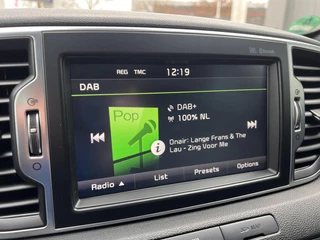 REG TMC 12:19
DAB
Pop
DAB+
100% NL
i
Onair: Lange Frans & The
Lau - Zing Voor Me
Radio List Presets Options